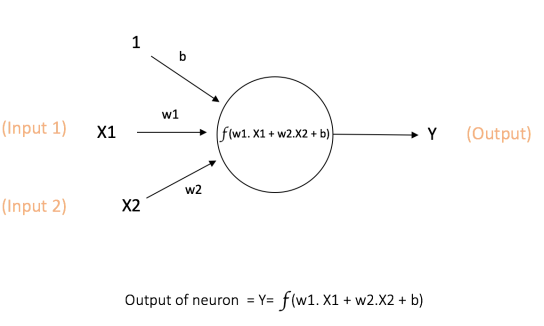 1
b
w1
(Input 1)
X1
f(w1. X1 + w2.X2 + b)
Y
(Output)
w2
(Input 2)
X2
Output of neuron = Y= f(w1. X1 + w2.X2 + b)